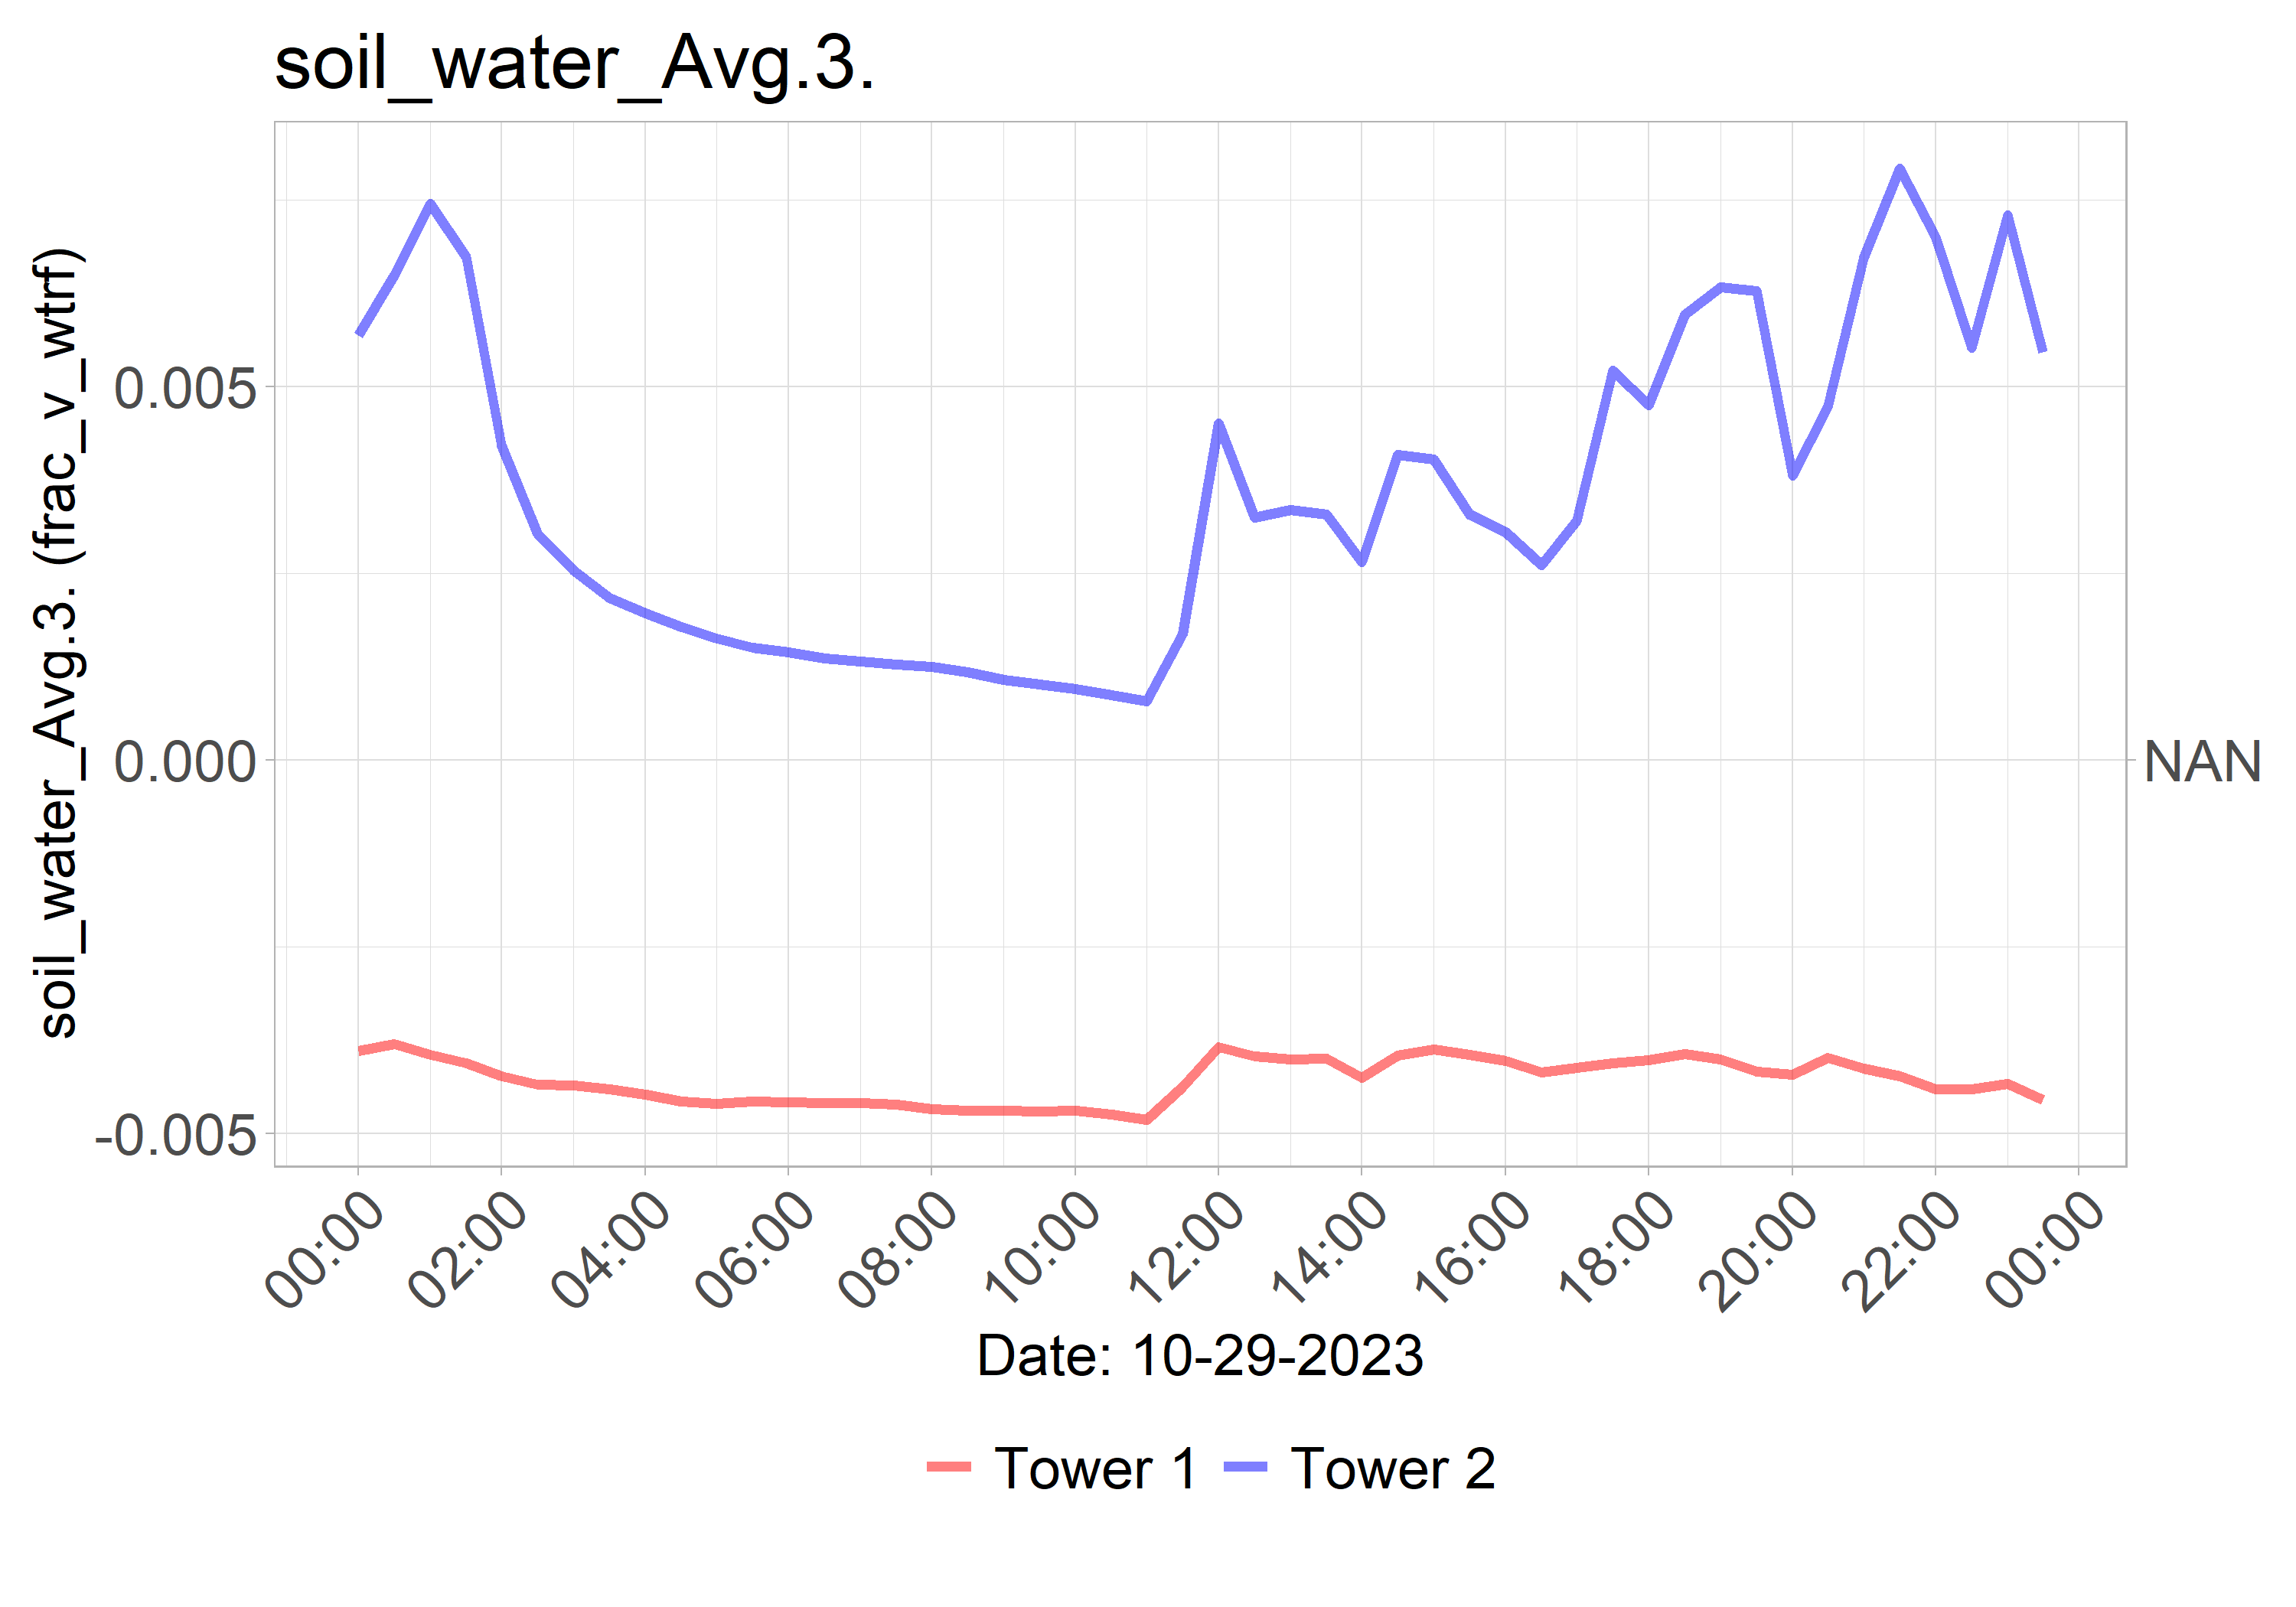 soil_water_Avg.3.
soil_water_Avg.3. (frac_v_wtrf)
0.005
0.000
-0.005
NAN
00:00
02:00
04:00
06:00
08:00
10:00
12:00
14:00
16:00
18:00
20:00
22:00
00:00
Date: 10-29-2023
Tower 1
Tower 2